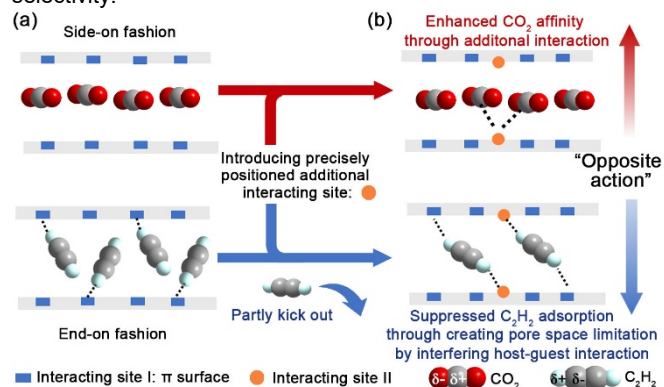 selectivity.
(a)
Side-on fashion
(b)
Enhanced CO₂ affinity
through additonal interaction
Introducing precisely
positioned additional
interacting site:
"Opposite
action"
Partly kick out
End-on fashion
Suppressed C₂H₂ adsorption
through creating pore space limitation
by interfering host-guest interaction
Interacting site I: π surface
Interacting site II
δ- δ+ CO₂
δ+ δ- C₂H₂